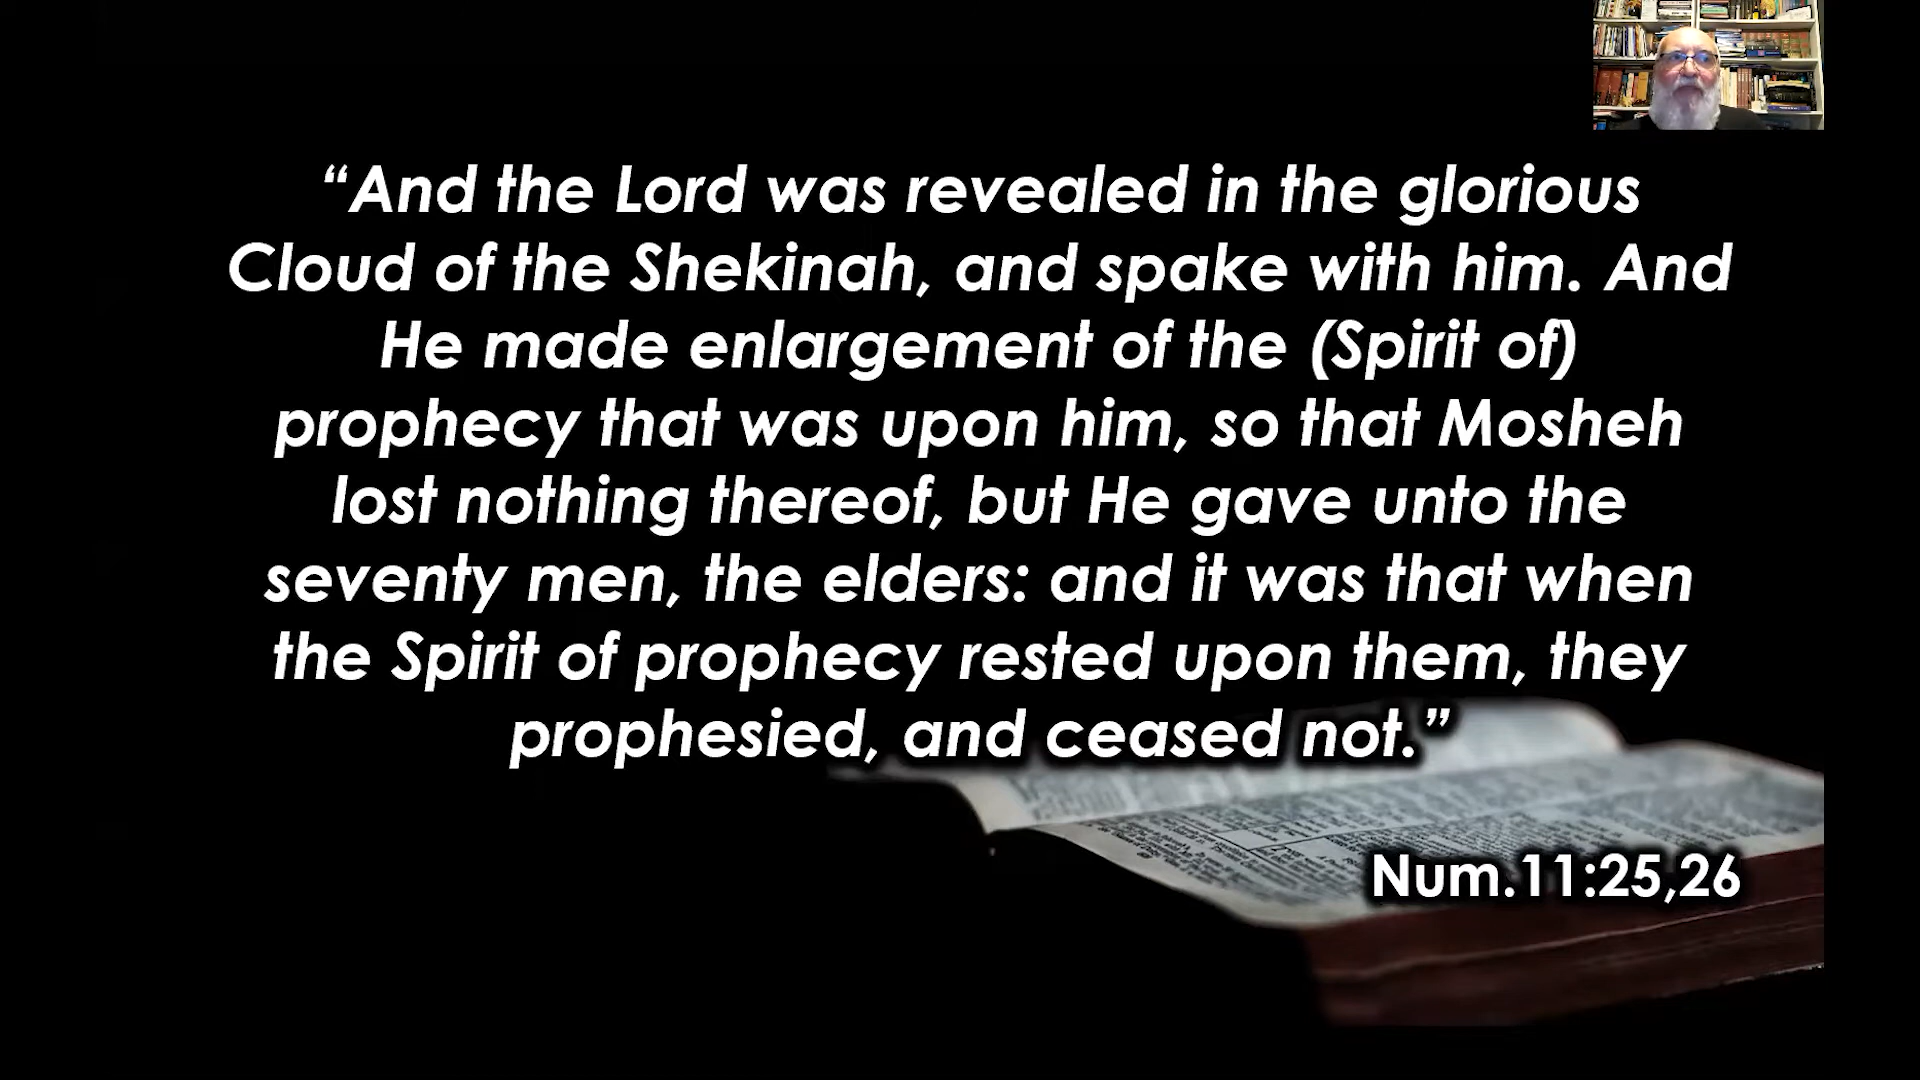 “And the Lord was revealed in the glorious
Cloud of the Shekinah, and spake with him. And
He made enlargement of the (Spirit of)
prophecy that was upon him, so that Mosheh
lost nothing thereof, but He gave unto the
seventy men, the elders: and it was that when
the Spirit of prophecy rested upon them, they
prophesied, and ceased not.”
Num.11:25,26